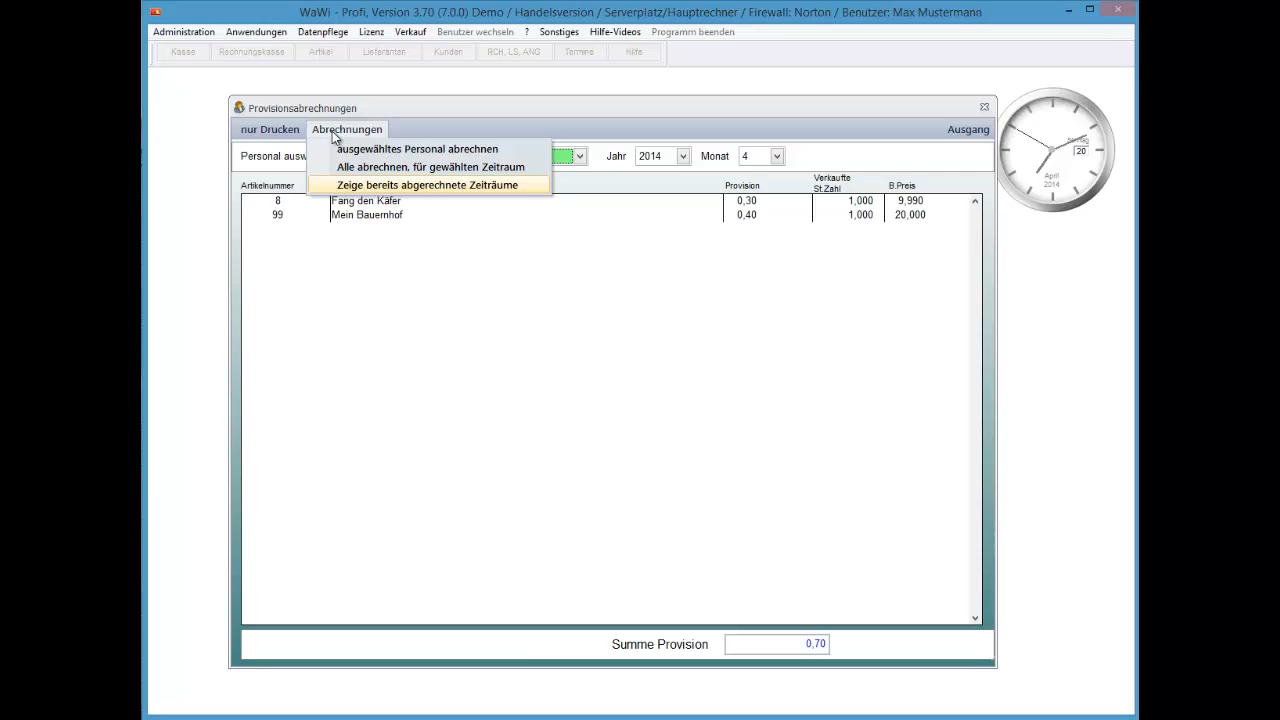 WaWi - Profi, Version 3.70 (7.0.0) Demo / Handelsversion / Serverplatz/Hauptrechner / Firewall: Norton / Benutzer: Max Mustermann
Administration Anwendungen Datenpflege Lizenz Verkauf Benutzer wechseln ? Sonstiges Hilfe-Videos Programm beenden
Kasse Rechnungskasse Artikel Lieferanten Kunden RCH, LS, ANG Termine Hilfe
Provisionsabrechnungen
nur Drucken Abrechnungen Ausgang
ausgewähltes Personal abrechnen
Personal ausw Jahr 2014 Monat 4
Alle abrechnen, für gewählten Zeitraum
Zeige bereits abgerechnete Zeiträume
Artikelnummer Provision Verkaufte St.Zahl B.Preis
8 Fang den Käfer 0,30 1,000 9,990
99 Mein Bauernhof 0,40 1,000 20,000
Summe Provision 0,70
20
April
2014